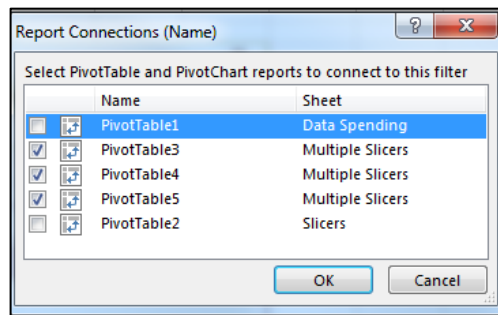 Report Connections (Name)
?
Select PivotTable and PivotChart reports to connect to this filter
Name Sheet
PivotTable1 Data Spending
PivotTable3 Multiple Slicers
PivotTable4 Multiple Slicers
PivotTable5 Multiple Slicers
PivotTable2 Slicers
OK Cancel